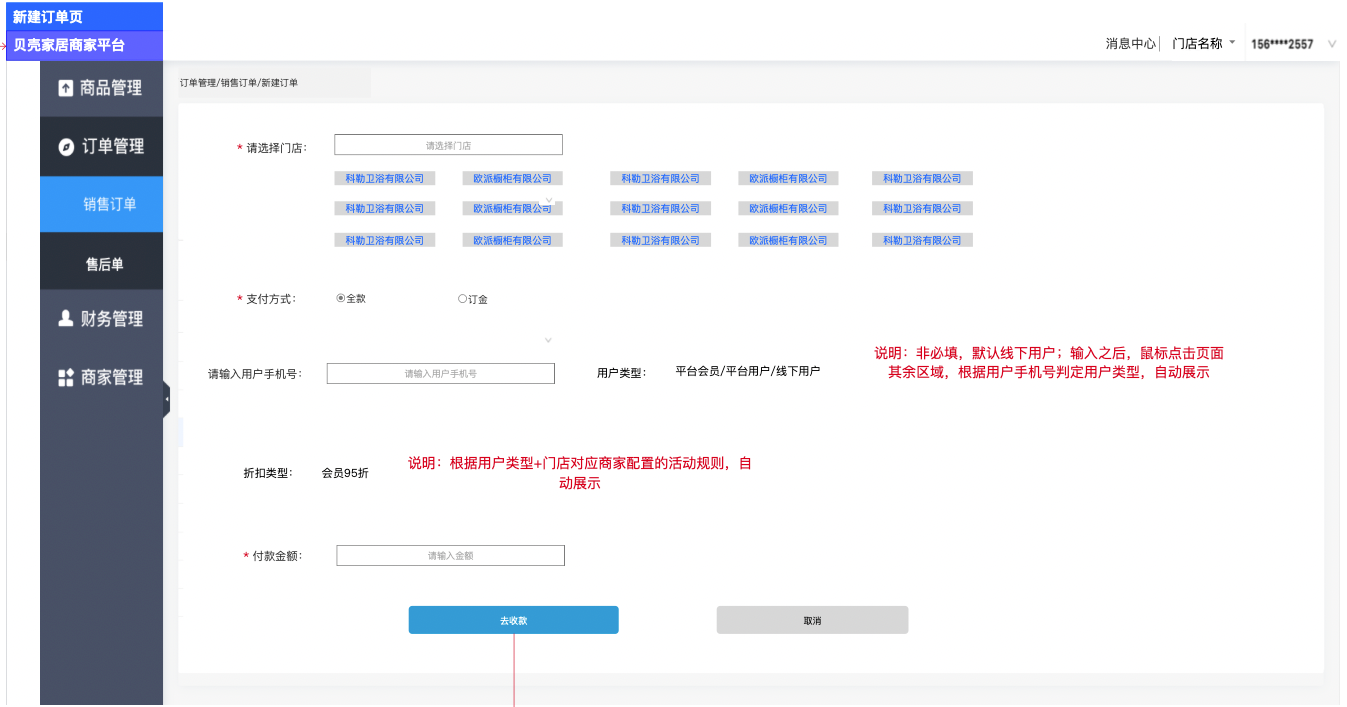 新建订单页
贝壳家居商家平台
消息中心 门店名称 156****2557
商品管理
订单管理
销售订单
售后单
财务管理
商家管理
订单管理/销售订单/新建订单
* 请选择门店： 请选择门店
科勒卫浴有限公司 欧派橱柜有限公司 科勒卫浴有限公司 欧派橱柜有限公司 科勒卫浴有限公司
科勒卫浴有限公司 欧派橱柜有限公司 科勒卫浴有限公司 欧派橱柜有限公司 科勒卫浴有限公司
科勒卫浴有限公司 欧派橱柜有限公司 科勒卫浴有限公司 欧派橱柜有限公司 科勒卫浴有限公司
* 支付方式： 全款 订金
请输入用户手机号： 请输入用户手机号 用户类型： 平台会员/平台用户/线下用户
说明：非必填，默认线下用户；输入之后，鼠标点击页面
其余区域，根据用户手机号判定用户类型，自动展示
折扣类型： 会员95折
说明：根据用户类型+门店对应商家配置的活动规则，自
动展示
* 付款金额： 请输入金额
去收款 取消